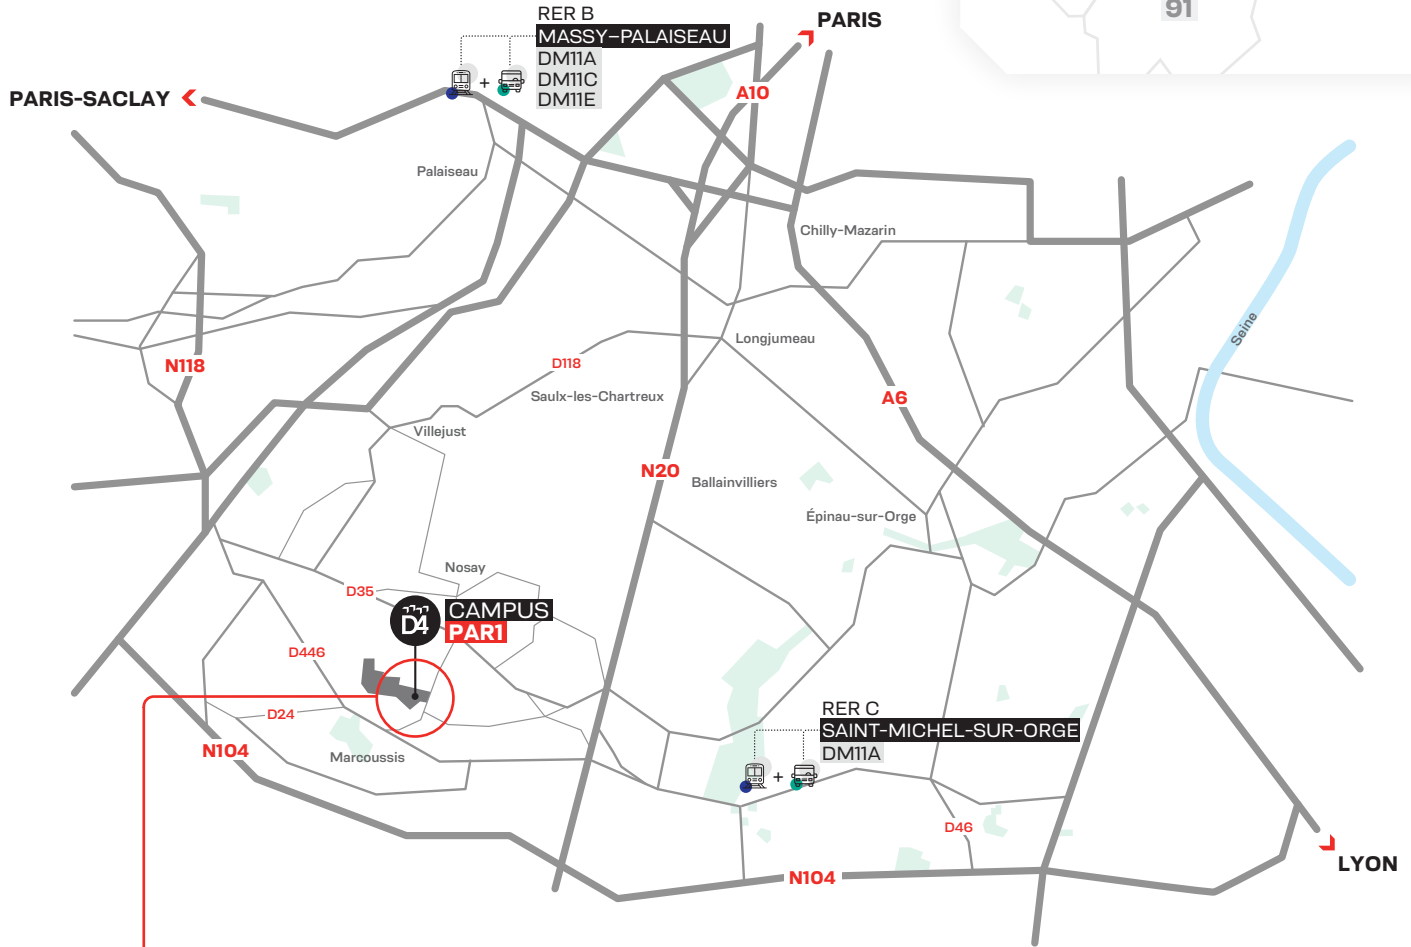 91
RER B
MASSY–PALAISEAU
DM11A
DM11C
DM11E
+
PARIS
PARIS-SACLAY
A10
Palaiseau
Chilly-Mazarin
Seine
Longjumeau
N118
D118
A6
Saulx-les-Chartreux
Villejust
N20
Ballainvilliers
Épinau-sur-Orge
Nosay
D35
D4
CAMPUS
PAR1
D446
D24
N104
Marcoussis
RER C
SAINT-MICHEL-SUR-ORGE
DM11A
+
D46
N104
LYON